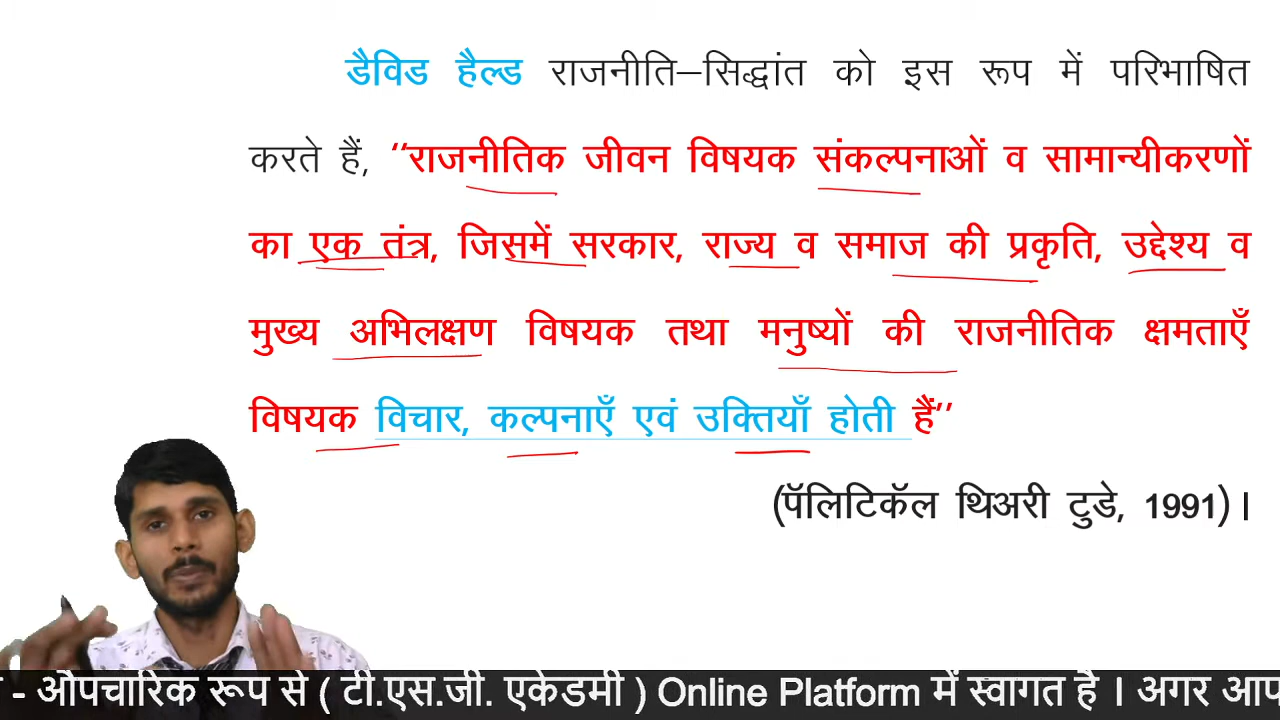 डैविड हैल्ड राजनीति–सिद्धांत को इस रूप में परिभाषित
करते हैं, “राजनीतिक जीवन विषयक संकल्पनाओं व सामान्यीकरणों
का एक तंत्र, जिसमें सरकार, राज्य व समाज की प्रकृति, उद्देश्य व
मुख्य अभिलक्षण विषयक तथा मनुष्यों की राजनीतिक क्षमताएँ
विषयक विचार, कल्पनाएँ एवं उक्तियाँ होती हैं”
(पॉलिटिकॅल थिअरी टुडे, 1991)।
- औपचारिक रूप से ( टी.एस.जी. एकेडमी ) Online Platform में स्वागत है । अगर आप